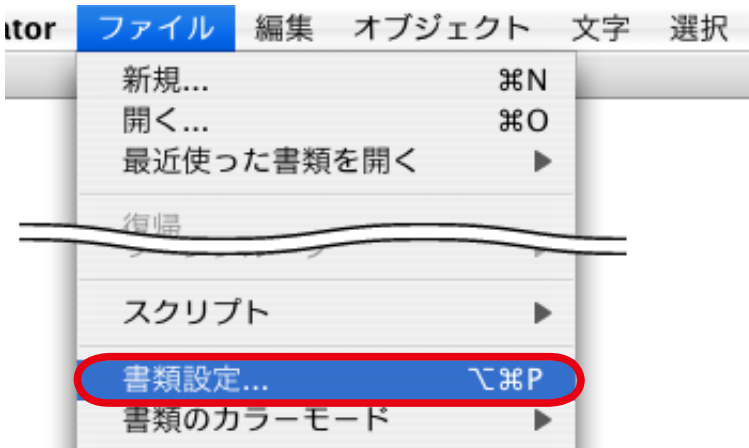 ator ファイル 編集 オブジェクト 文字 選択
新規... ⌘N
開く... ⌘O
最近使った書類を開く ▶
復帰
スクリプト ▶
書類設定... ⌥⌘P
書類のカラーモード ▶